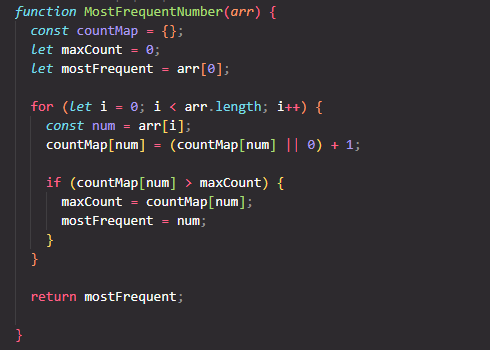 function MostFrequentNumber(arr) {
  const countMap = {};
  let maxCount = 0;
  let mostFrequent = arr[0];

  for (let i = 0; i < arr.length; i++) {
    const num = arr[i];
    countMap[num] = (countMap[num] || 0) + 1;

    if (countMap[num] > maxCount) {
      maxCount = countMap[num];
      mostFrequent = num;
    }
  }

  return mostFrequent;

}